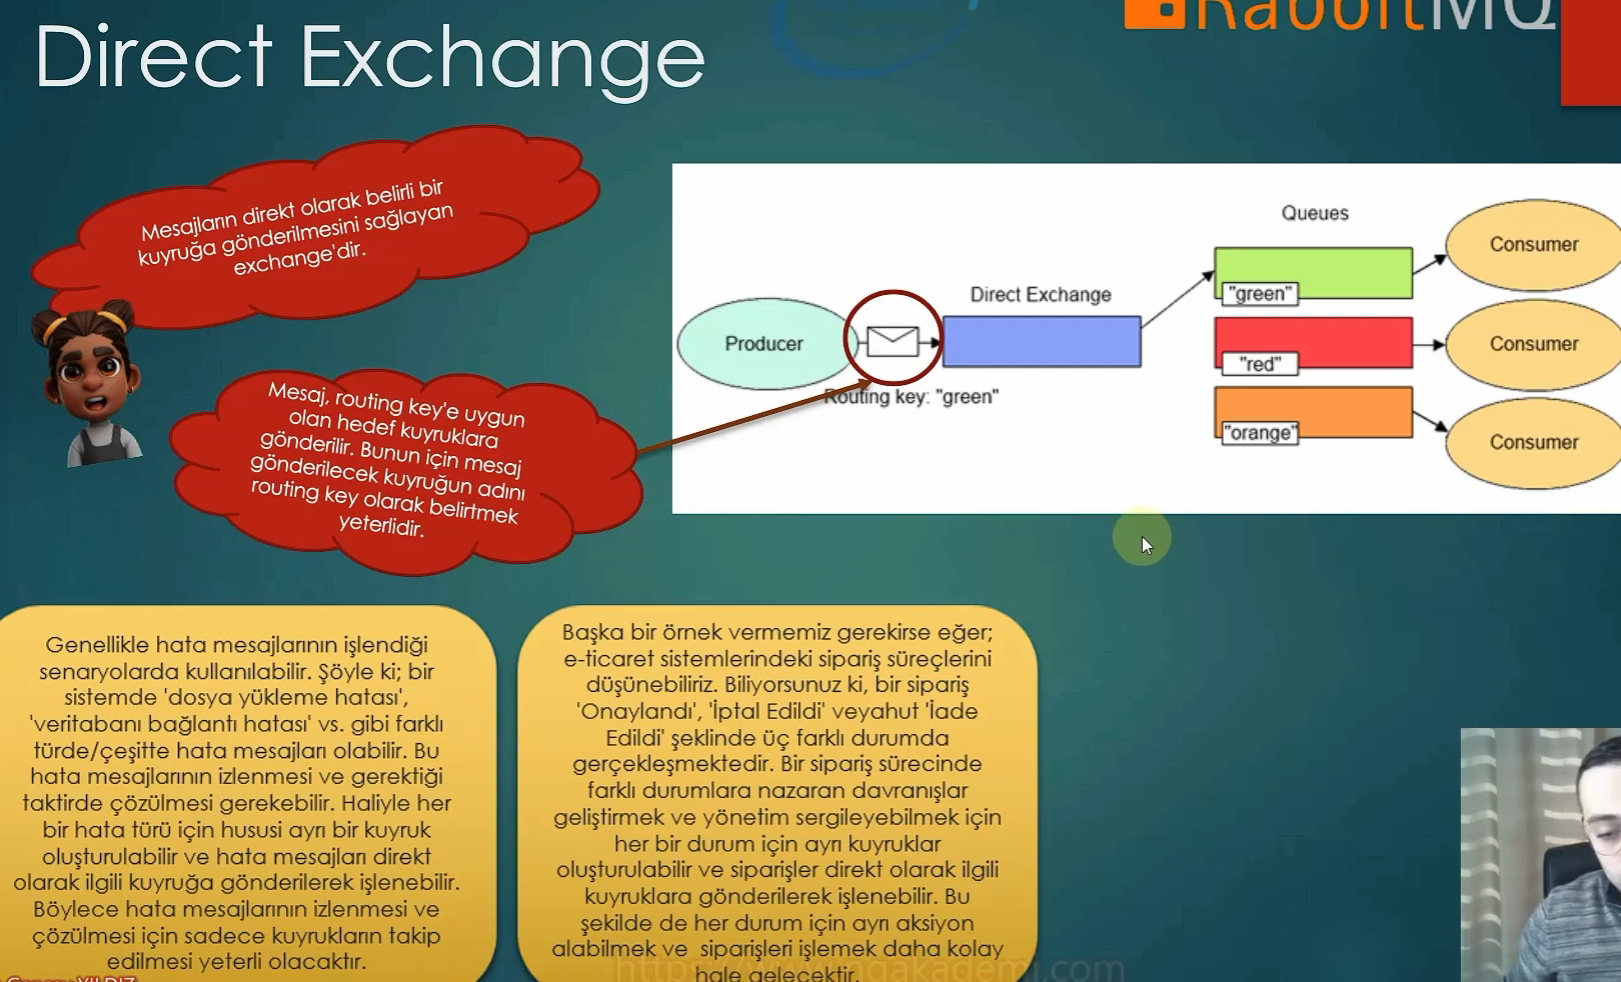 Direct Exchange
RabbitMQ
Mesajların direkt olarak belirli bir
kuyruğa gönderilmesini sağlayan
exchange'dir.
Mesaj, routing key'e uygun
olan hedef kuyruklara
gönderilir. Bunun için mesaj
gönderilecek kuyruğun adını
routing key olarak belirtmek
yeterlidir.
Queues
Direct Exchange
Producer
Routing key: "green"
"green"
"red"
"orange"
Consumer
Consumer
Consumer
Genellikle hata mesajlarının işlendiği
senaryolarda kullanılabilir. Şöyle ki; bir
sistemde 'dosya yükleme hatası',
'veritabanı bağlantı hatası' vs. gibi farklı
türde/çeşitte hata mesajları olabilir. Bu
hata mesajlarının izlenmesi ve gerektiği
taktirde çözülmesi gerekebilir. Haliyle her
bir hata türü için hususi ayrı bir kuyruk
oluşturulabilir ve hata mesajları direkt
olarak ilgili kuyruğa gönderilerek işlenebilir.
Böylece hata mesajlarının izlenmesi ve
çözülmesi için sadece kuyrukların takip
edilmesi yeterli olacaktır.
Başka bir örnek vermemiz gerekirse eğer;
e-ticaret sistemlerindeki sipariş süreçlerini
düşünebiliriz. Biliyorsunuz ki, bir sipariş
'Onaylandı', 'İptal Edildi' veyahut 'İade
Edildi' şeklinde üç farklı durumda
gerçekleşmektedir. Bir sipariş sürecinde
farklı durumlara nazaran davranışlar
geliştirmek ve yönetim sergileyebilmek için
her bir durum için ayrı kuyruklar
oluşturulabilir ve siparişler direkt olarak ilgili
kuyruklara gönderilerek işlenebilir. Bu
şekilde de her durum için ayrı aksiyon
alabilmek ve siparişleri işlemek daha kolay
hale gelecektir.
YILDIZ